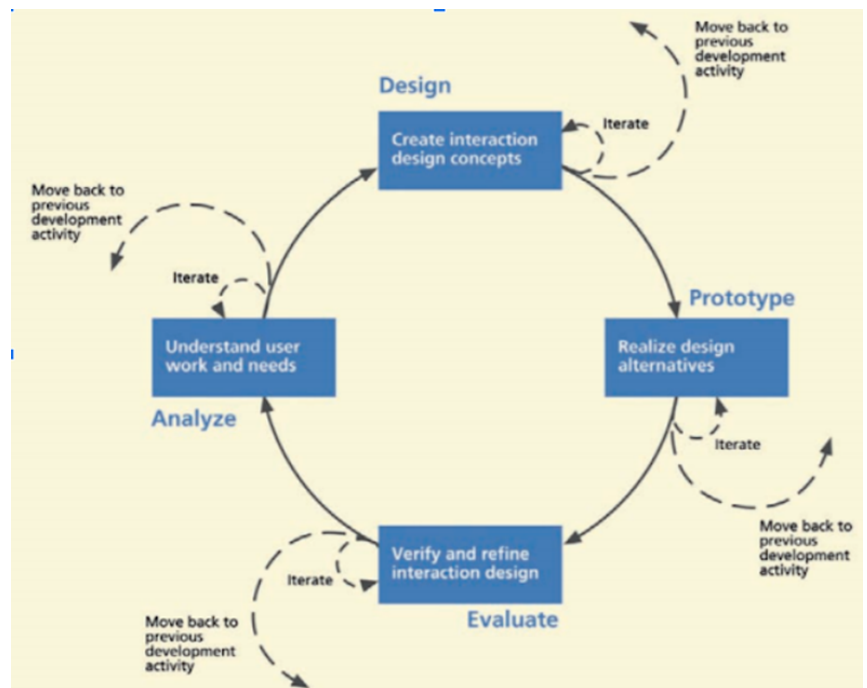 Move back to
previous
development
activity
Design
Iterate
Create interaction
design concepts
Move back to
previous
development
activity
Iterate
Prototype
Understand user
work and needs
Realize design
alternatives
Analyze
Iterate
Move back to
previous
development
activity
Verify and refine
interaction design
Iterate
Evaluate
Move back to
previous
development
activity